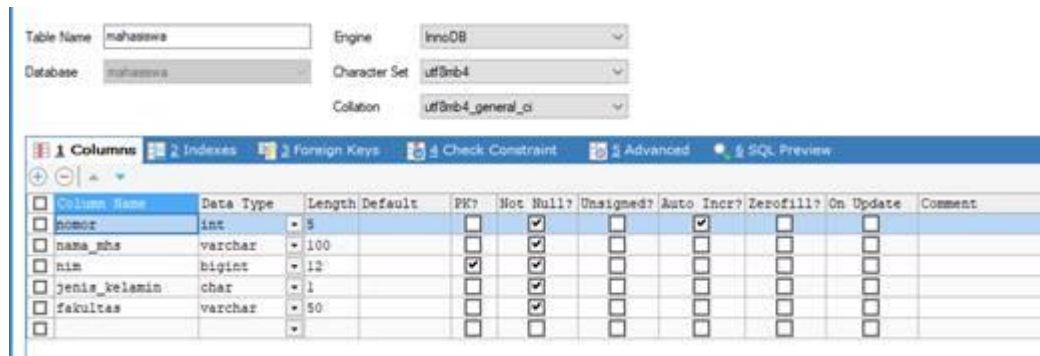 Table Name mahasiswa Engine InnoDB
Database mahasiswa Character Set utf8mb4
Collation utf8mb4_general_ci
1 Columns 2 Indexes 3 Foreign Keys 4 Check Constraint 5 Advanced 6 SQL Preview
Column Name Data Type Length Default PK? Not Null? Unsigned? Auto Incr? Zerofill? On Update Comment
nomor int 5
nama_mhs varchar 100
nim bigint 12
jenis_kelamin char 1
fakultas varchar 50